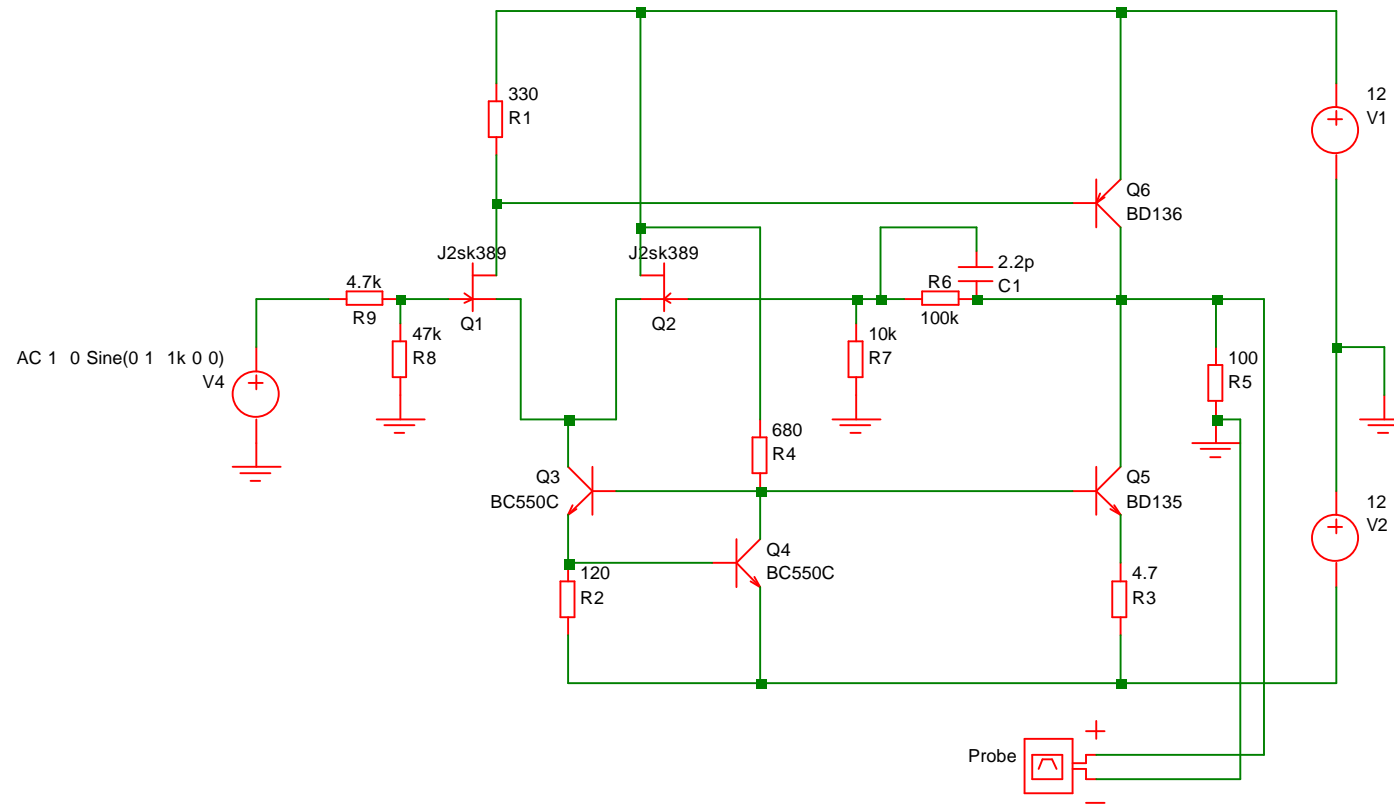 330
R1
12
V1
Q6
BD136
J2sk389
J2sk389
2.2p
C1
4.7k
R9
R6
100k
Q1
Q2
47k
R8
10k
R7
100
R5
AC 1 0 Sine(0 1 1k 0 0)
V4
680
R4
Q3
BC550C
Q5
BD135
12
V2
Q4
BC550C
120
R2
4.7
R3
Probe